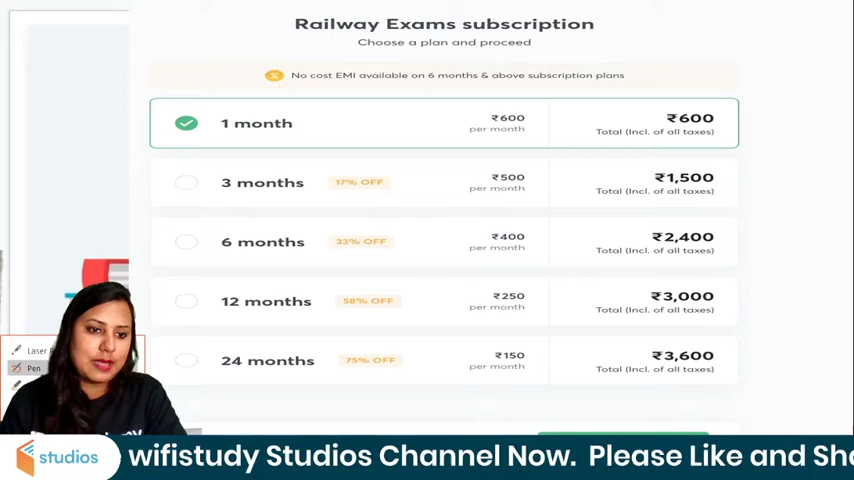 Railway Exams subscription
Choose a plan and proceed
No cost EMI available on 6 months & above subscription plans
1 month ₹600 per month ₹600 Total (Incl. of all taxes)
3 months 17% OFF ₹500 per month ₹1,500 Total (Incl. of all taxes)
6 months 33% OFF ₹400 per month ₹2,400 Total (Incl. of all taxes)
12 months 58% OFF ₹250 per month ₹3,000 Total (Incl. of all taxes)
24 months 75% OFF ₹150 per month ₹3,600 Total (Incl. of all taxes)
Laser
Pen
studios wifistudy Studios Channel Now. Please Like and Sh